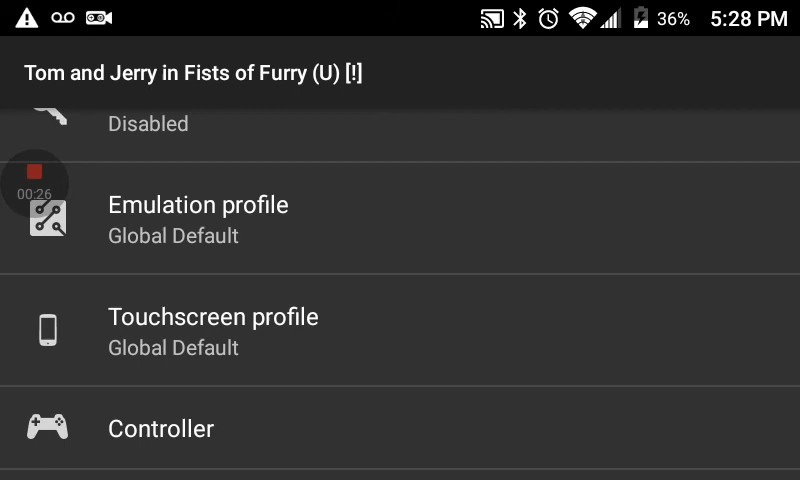 36%
5:28 PM
Tom and Jerry in Fists of Furry (U) [!]
Disabled
00:26
Emulation profile
Global Default
Touchscreen profile
Global Default
Controller